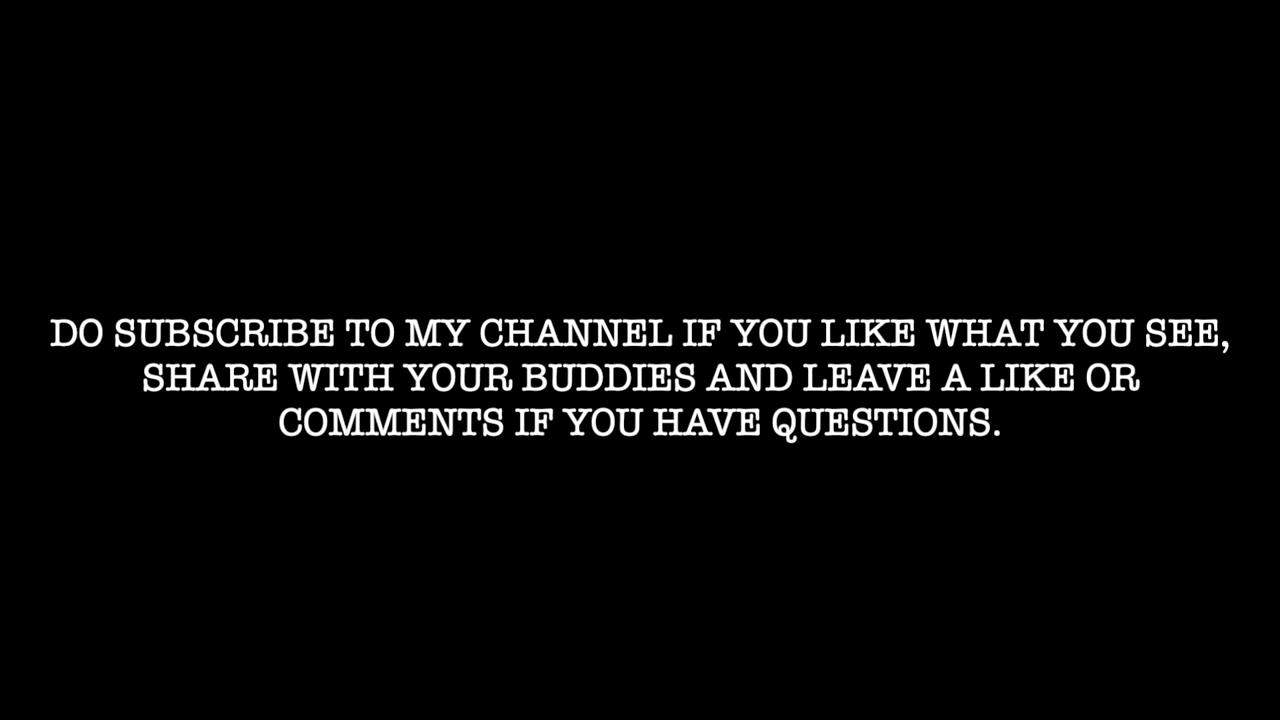 DO SUBSCRIBE TO MY CHANNEL IF YOU LIKE WHAT YOU SEE,
SHARE WITH YOUR BUDDIES AND LEAVE A LIKE OR
COMMENTS IF YOU HAVE QUESTIONS.